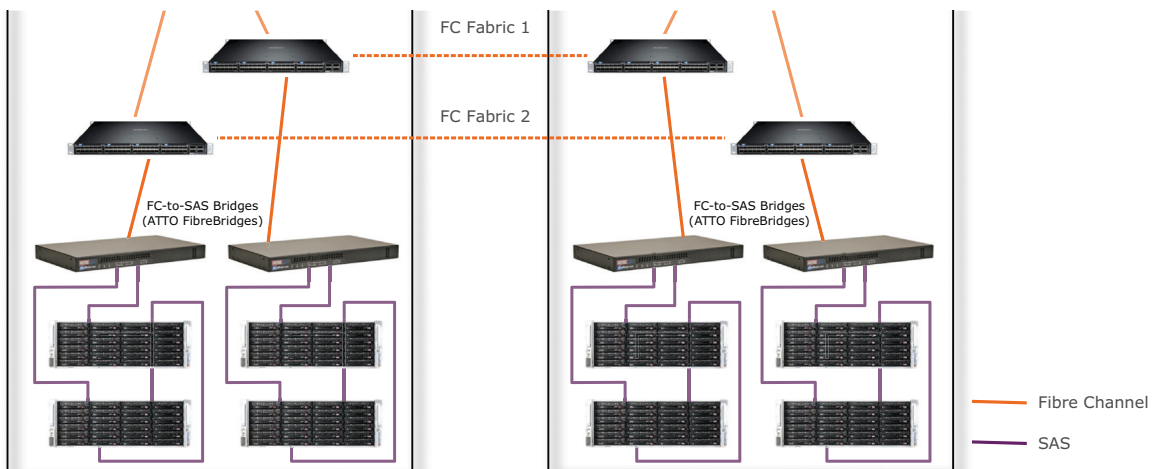 FC Fabric 1
FC Fabric 2
FC-to-SAS Bridges
(ATTO FibreBridges)
FC-to-SAS Bridges
(ATTO FibreBridges)
Fibre Channel
SAS